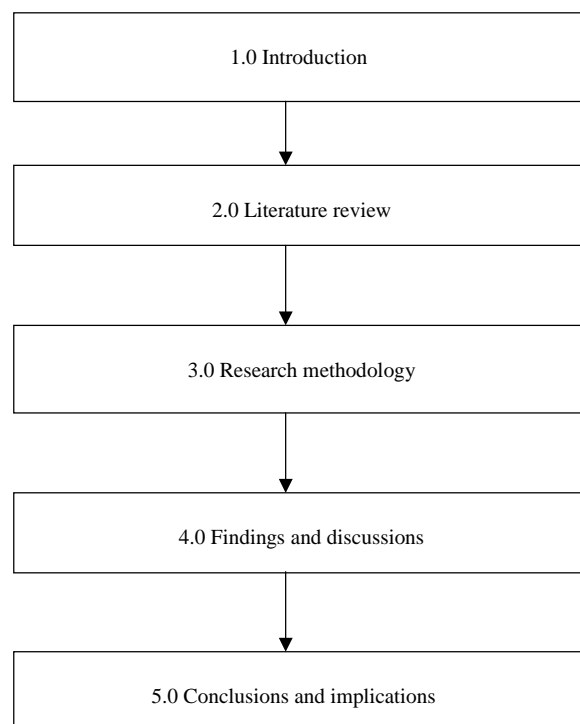 1.0 Introduction
2.0 Literature review
3.0 Research methodology
4.0 Findings and discussions
5.0 Conclusions and implications